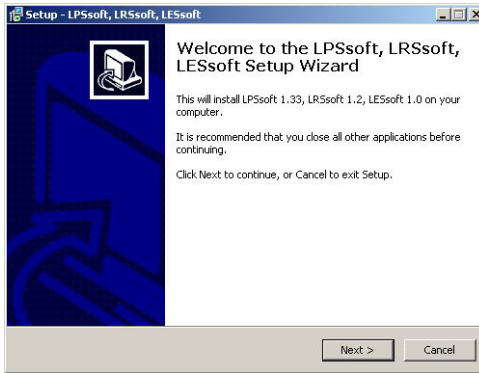 Setup - LPSsoft, LRSsoft, LESsoft
Welcome to the LPSsoft, LRSsoft,
LESsoft Setup Wizard
This will install LPSsoft 1.33, LRSsoft 1.2, LESsoft 1.0 on your
computer.
It is recommended that you close all other applications before
continuing.
Click Next to continue, or Cancel to exit Setup.
Next >
Cancel